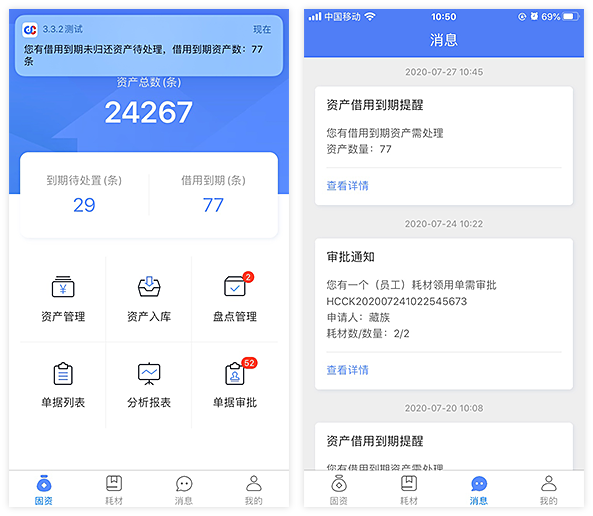 3.3.2测试
现在
您有借用到期未归还资产待处理，借用到期资产数：77
条
资产总数(条)
24267
到期待处置(条)
借用到期(条)
29
77
2
资产管理
资产入库
盘点管理
52
单据列表
分析报表
单据审批
固资
耗材
消息
我的
中国移动
10:50
69%
消息
2020-07-27 10:45
资产借用到期提醒
您有借用到期资产需处理
资产数量：77
查看详情
2020-07-24 10:22
审批通知
您有一个（员工）耗材领用单需审批
HCCK202007241022545673
申请人：藏族
耗材数/数量：2/2
查看详情
2020-07-20 10:08
资产借用到期提醒
您有借用到期资产需处理
固资
耗材
消息
我的